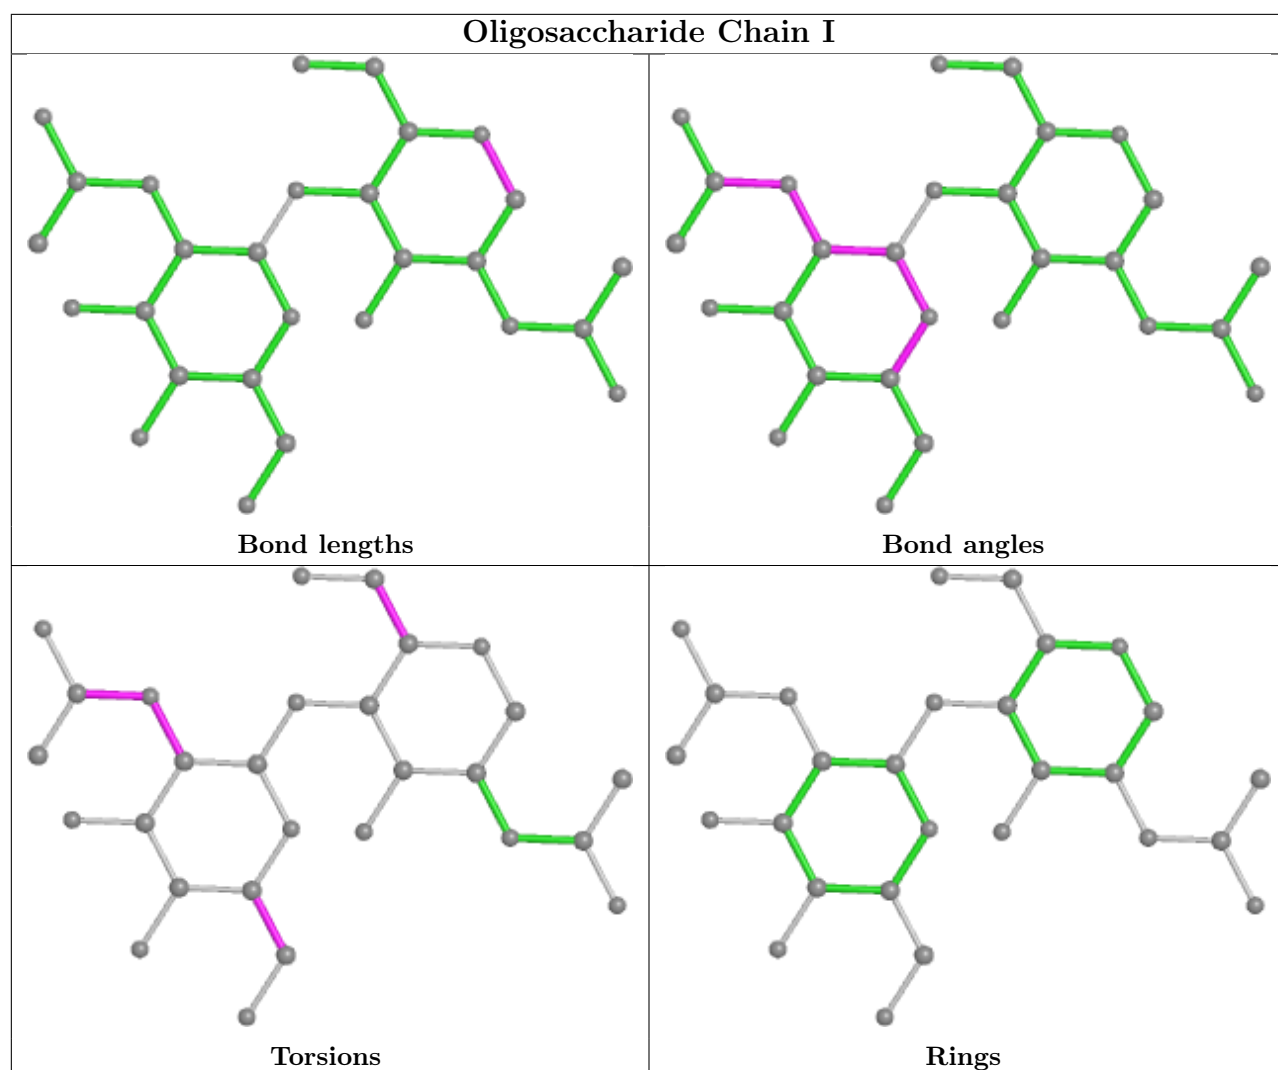 Oligosaccharide Chain I
Bond lengths
Bond angles
Torsions
Rings